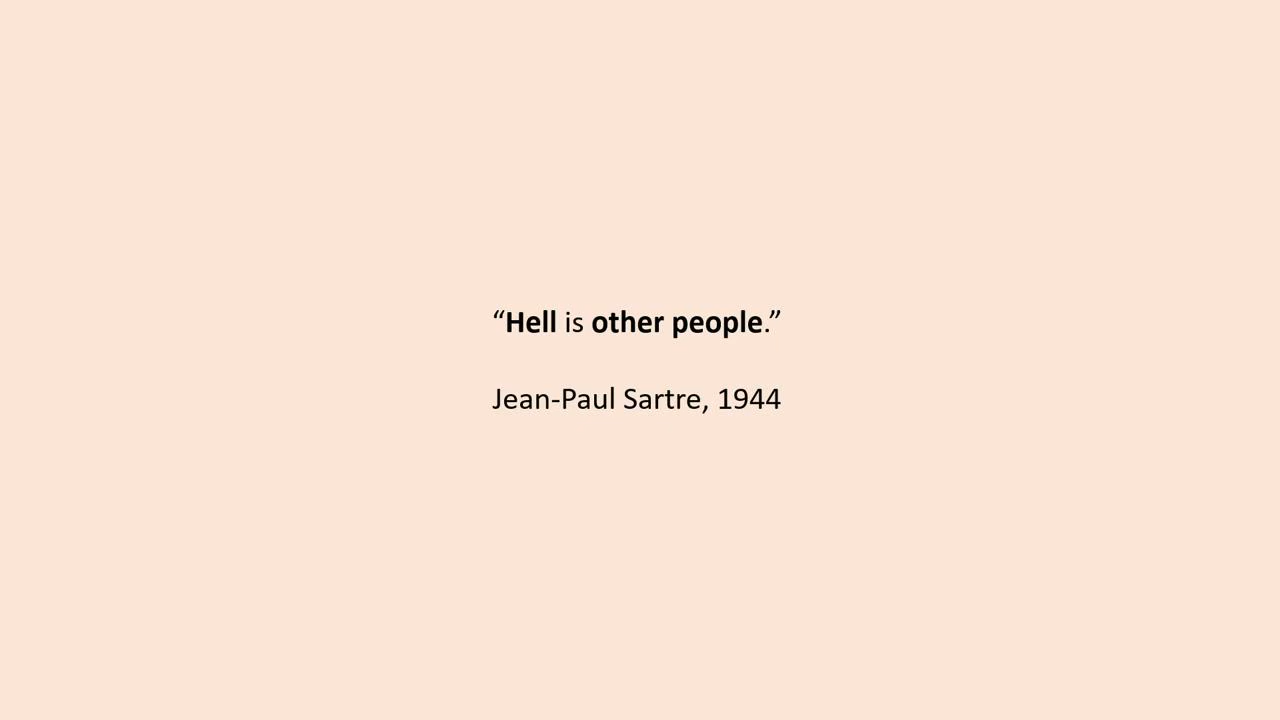 “Hell is other people.”
Jean-Paul Sartre, 1944